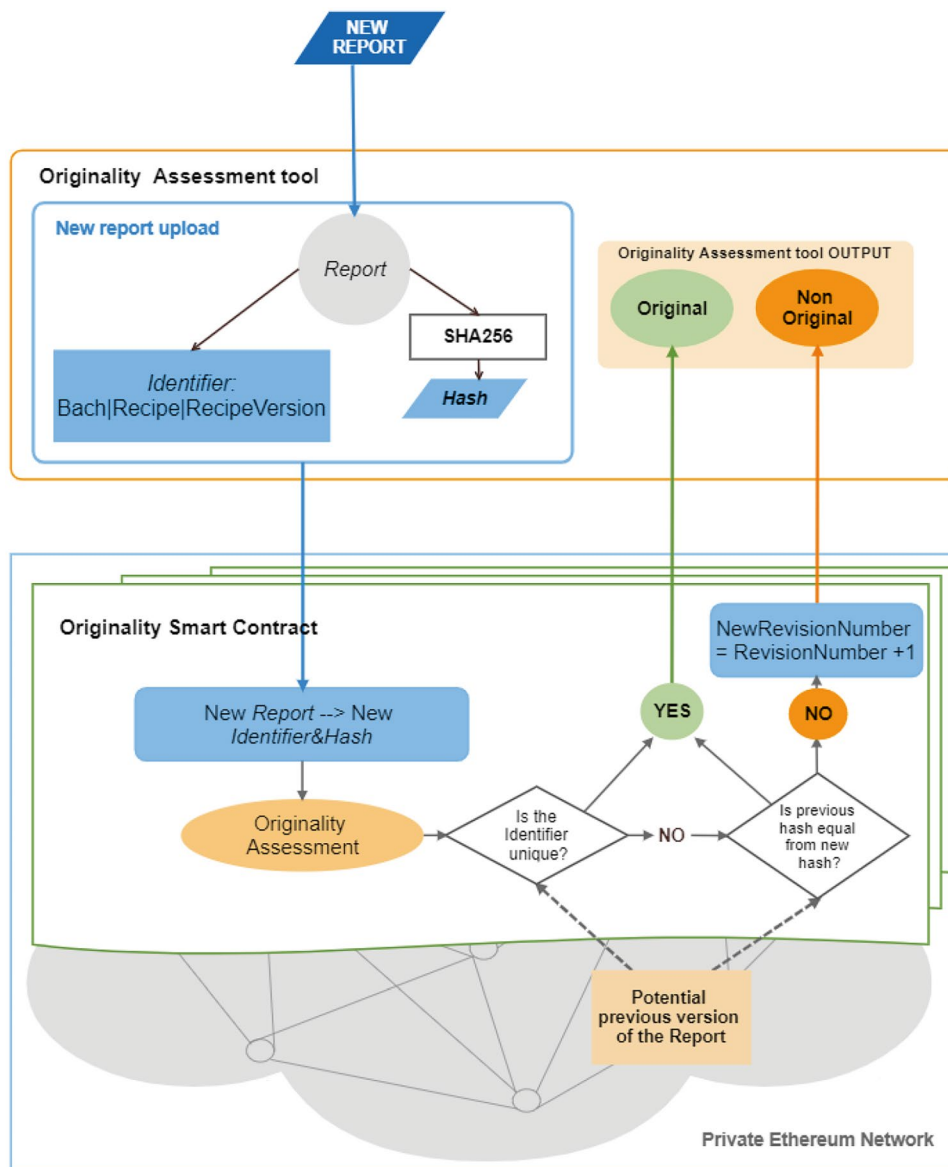 NEW
REPORT
Originality Assessment tool
New report upload
Report
SHA256
Hash
Identifier:
Bach|Recipe|RecipeVersion
Originality Assessment tool OUTPUT
Original
Non
Original
Originality Smart Contract
NewRevisionNumber
= RevisionNumber +1
New Report --> New
Identifier&Hash
YES
NO
Originality
Assessment
Is the
Identifier
unique?
NO
Is previous
hash equal
from new
hash?
Potential
previous version
of the Report
Private Ethereum Network